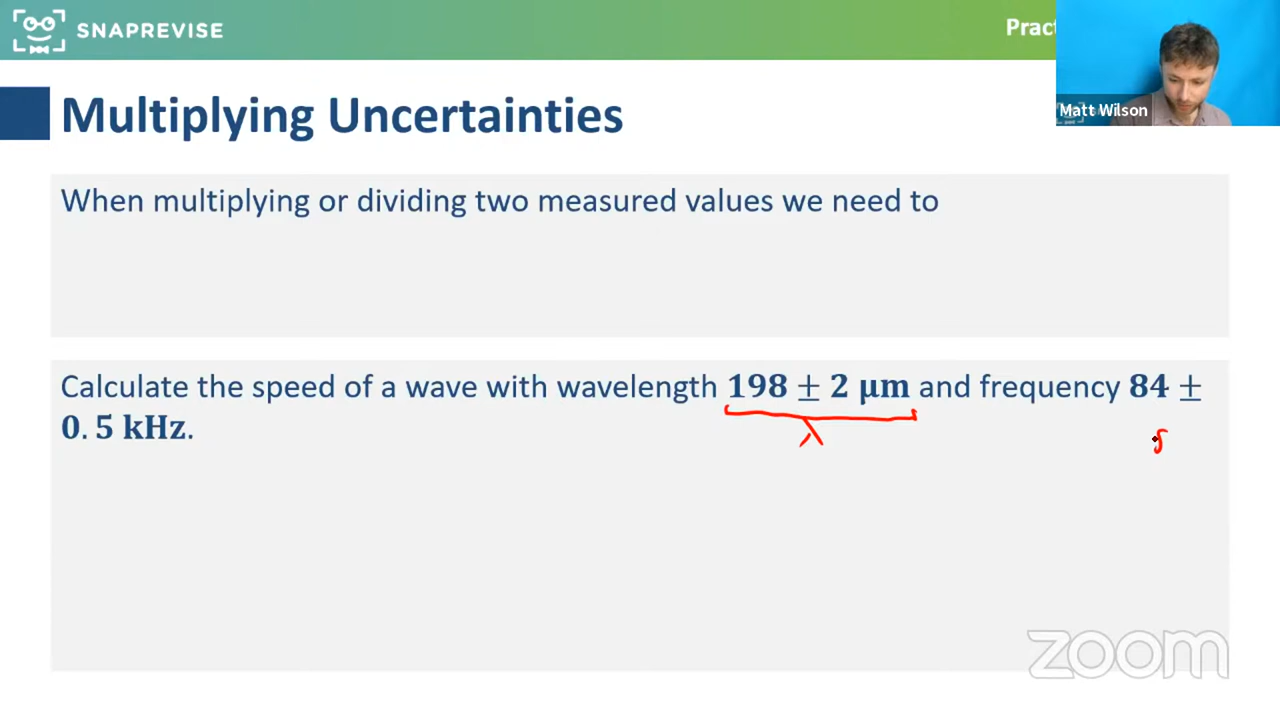 SNAPREVISE
Pract
Matt Wilson
Multiplying Uncertainties
When multiplying or dividing two measured values we need to
Calculate the speed of a wave with wavelength 198 ± 2 μm and frequency 84 ±
0.5 kHz.
λ
f
zoom